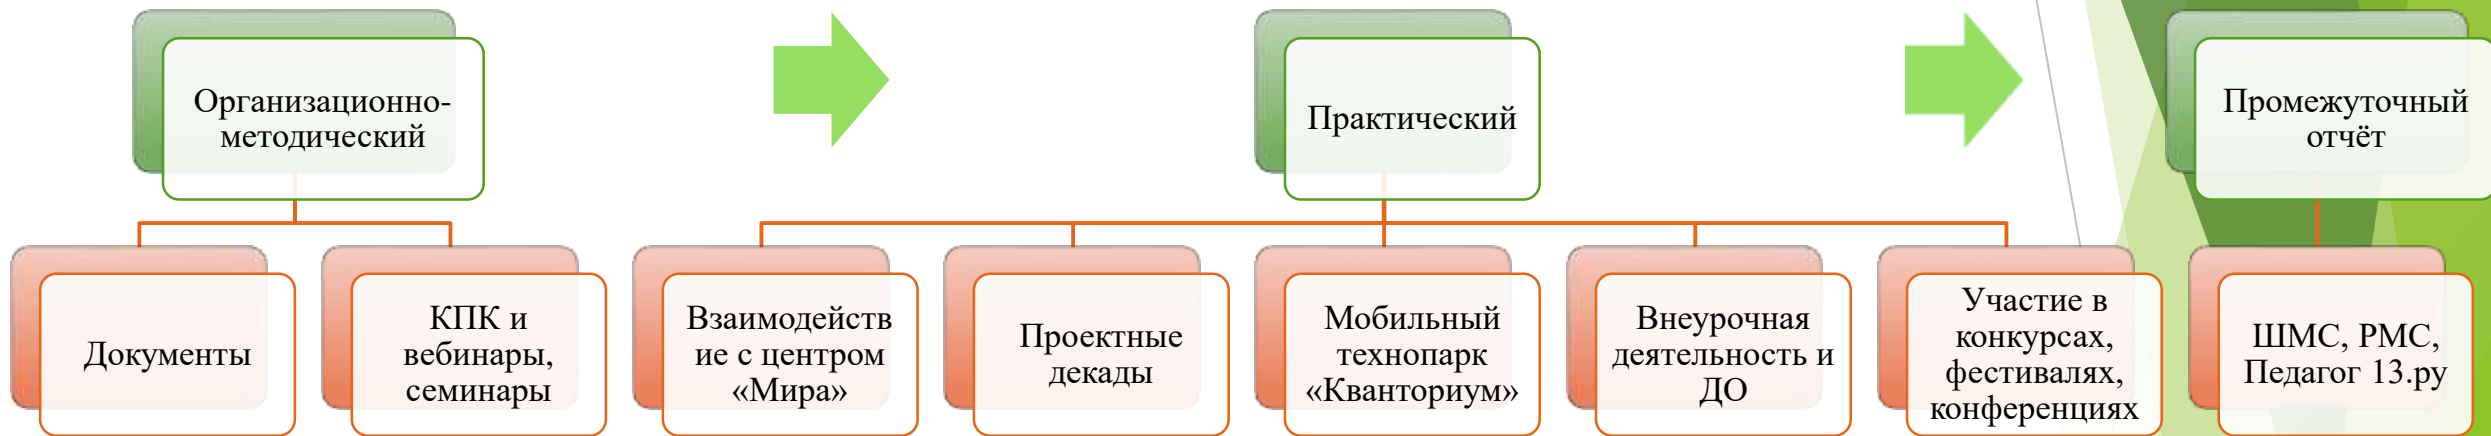 Организационно-
методический
Практический
Промежуточный
отчёт
Документы
КПК и
вебинары,
семинары
Взаимодейств
ие с центром
«Мира»
Проектные
декады
Мобильный
технопарк
«Кванториум»
Внеурочная
деятельность и
ДО
Участие в
конкурсах,
фестивалях,
конференциях
ШМС, РМС,
Педагог 13.ру